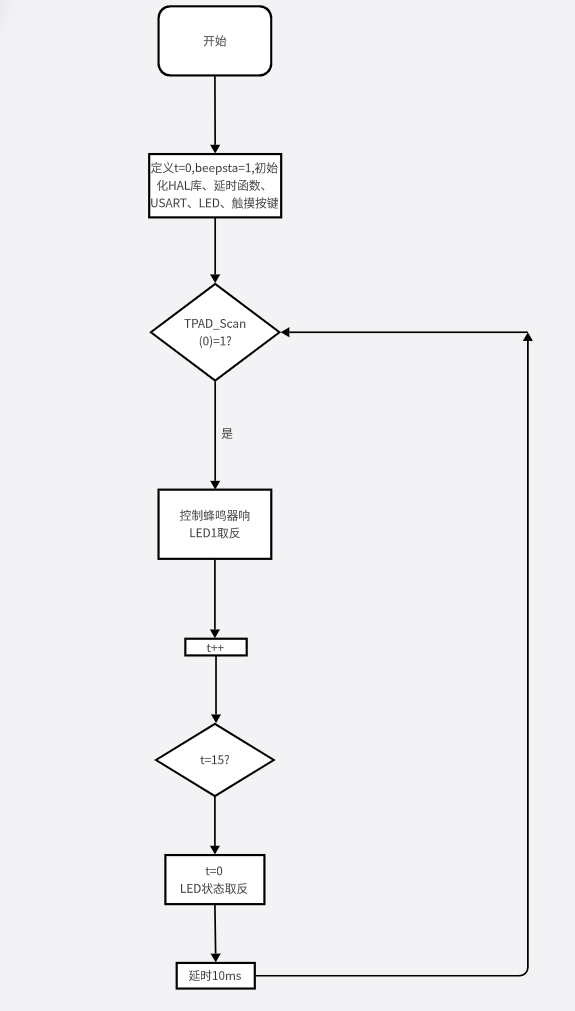 开始
定义t=0,beepsta=1,初始
化HAL库、延时函数、
USART、LED、触摸按键
TPAD_Scan
(0)=1?
是
控制蜂鸣器响
LED1取反
t++
t=15?
t=0
LED状态取反
延时10ms